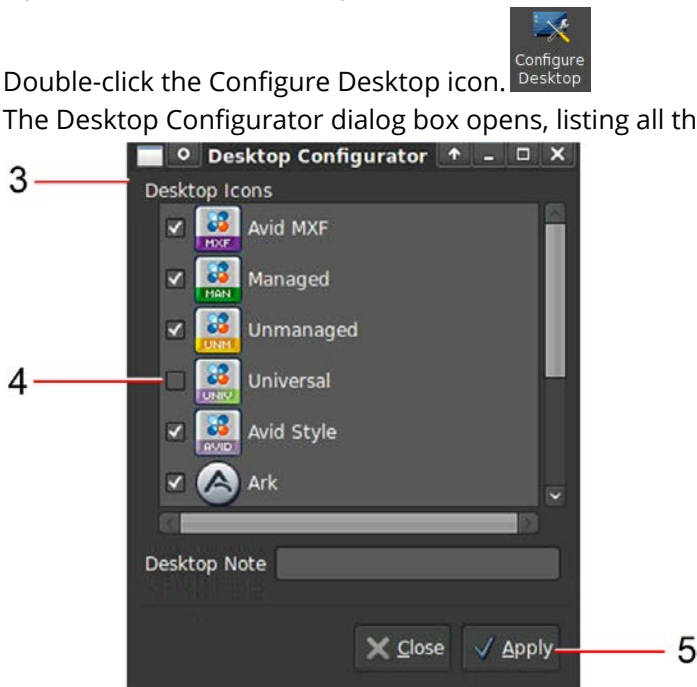 Configure
Desktop
Double-click the Configure Desktop icon.
The Desktop Configurator dialog box opens, listing all th
Desktop Configurator
3
Desktop Icons
MXF Avid MXF
MAN Managed
UNM Unmanaged
4
UNIV Universal
AVID Avid Style
Ark
Desktop Note
Close Apply
5